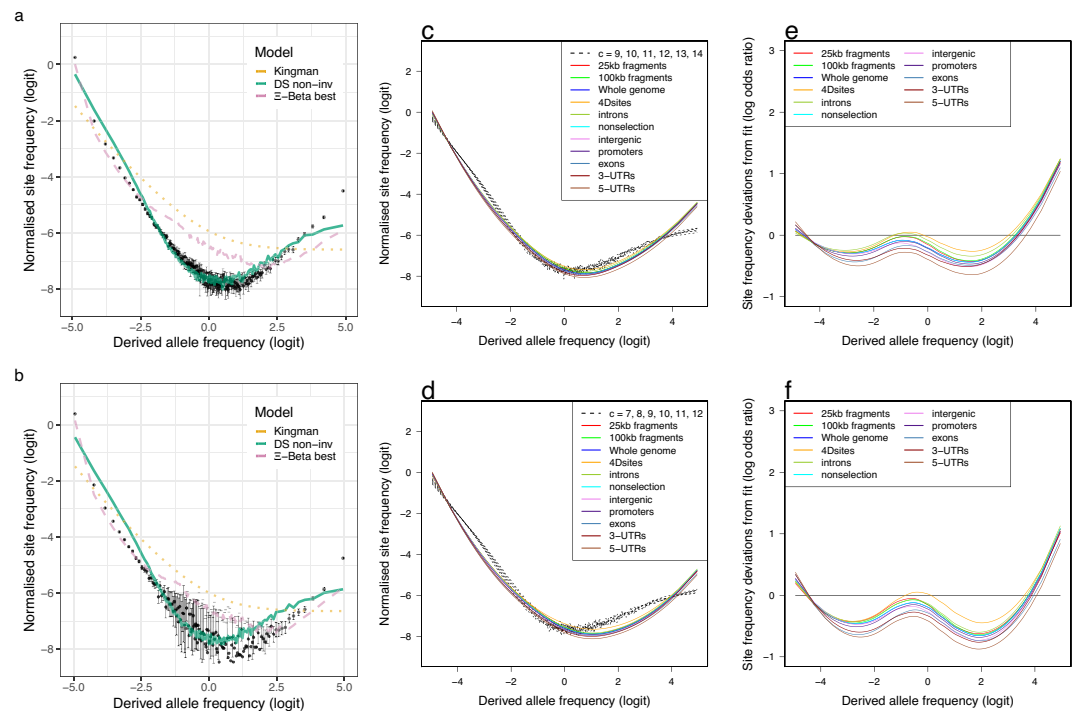 a
Normalised site frequency (logit)
0
−2
−4
−6
−8
Model
Kingman
DS non−inv
Ξ−Beta best
−5.0
−2.5
0.0
2.5
5.0
Derived allele frequency (logit)
b
Normalised site frequency (logit)
0
−2
−4
−6
−8
Model
Kingman
DS non−inv
Ξ−Beta best
−5.0
−2.5
0.0
2.5
5.0
Derived allele frequency (logit)
c
Normalised site frequency (logit)
2
0
−2
−4
−6
−8
c = 9, 10, 11, 12, 13, 14
25kb fragments
100kb fragments
Whole genome
4Dsites
introns
nonselection
intergenic
promoters
exons
3−UTRs
5−UTRs
−4
−2
0
2
4
Derived allele frequency (logit)
d
Normalised site frequency (logit)
2
0
−2
−4
−6
−8
c = 7, 8, 9, 10, 11, 12
25kb fragments
100kb fragments
Whole genome
4Dsites
introns
nonselection
intergenic
promoters
exons
3−UTRs
5−UTRs
−4
−2
0
2
4
Derived allele frequency (logit)
e
Site frequency deviations from fit (log odds ratio)
3
2
1
0
−1
25kb fragments
100kb fragments
Whole genome
4Dsites
introns
nonselection
intergenic
promoters
exons
3−UTRs
5−UTRs
−4
−2
0
2
4
Derived allele frequency (logit)
f
Site frequency deviations from fit (log odds ratio)
3
2
1
0
−1
25kb fragments
100kb fragments
Whole genome
4Dsites
introns
nonselection
intergenic
promoters
exons
3−UTRs
5−UTRs
−4
−2
0
2
4
Derived allele frequency (logit)